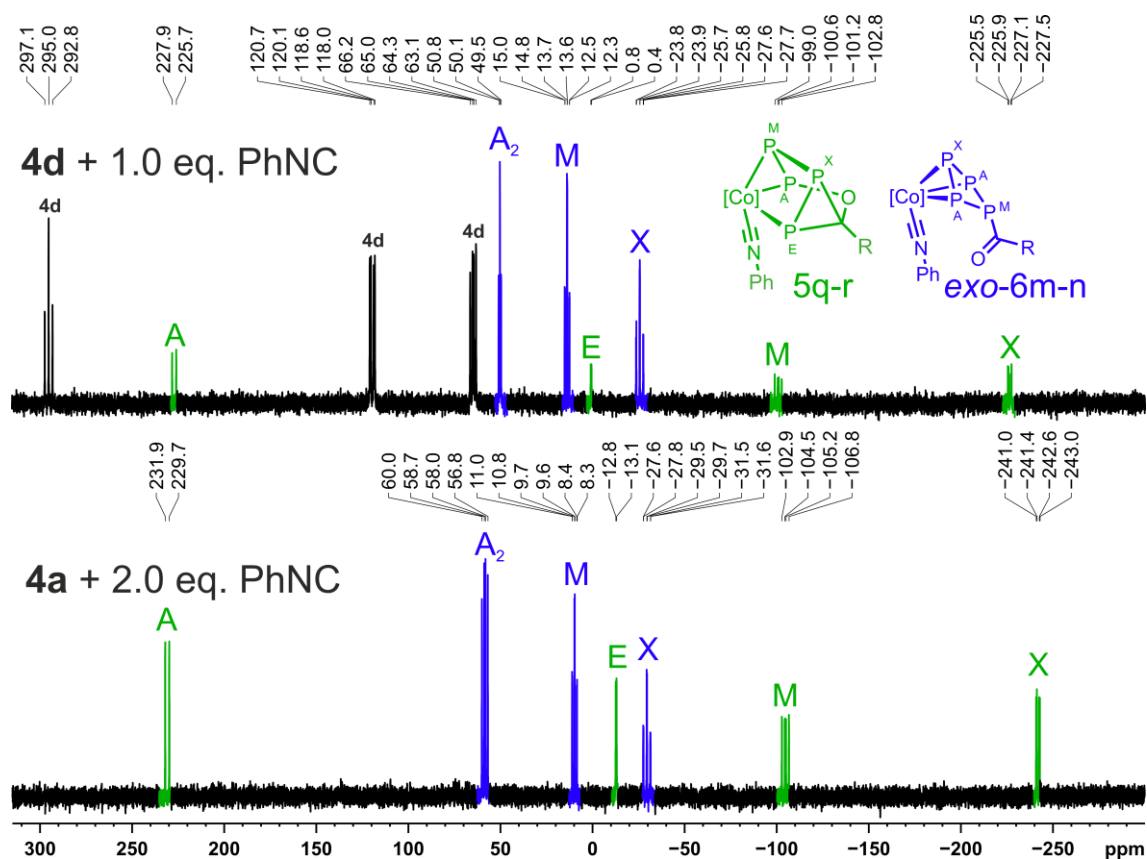 297.1 295.0 292.8 227.9 225.7 120.7 120.1 118.6 118.0 66.2 65.0 64.3 63.1 50.8 50.1 49.5 15.0 14.8 13.7 13.6 12.5 12.3 0.8 0.4 −23.8 −23.9 −25.7 −25.8 −27.6 −27.7 −99.0 −100.6 −101.2 −102.8 −225.5 −225.9 −227.1 −227.5
4d + 1.0 eq. PhNC
4d A 4d A2 M E X M X
M
P X
P
[Co] P O
A
P R
E
N
Ph
5q-r
X
P A
P
[Co] P M
A P
N O R
Ph
exo-6m-n
231.9 229.7 60.0 58.7 58.0 56.8 11.0 10.8 9.7 9.6 8.4 8.3 −12.8 −13.1 −27.6 −27.8 −29.5 −29.7 −31.5 −31.6 −102.9 −104.5 −105.2 −106.8 −241.0 −241.4 −242.6 −243.0
4a + 2.0 eq. PhNC
A A2 M E X M X
300 250 200 150 100 50 0 −50 −100 −150 −200 −250 ppm